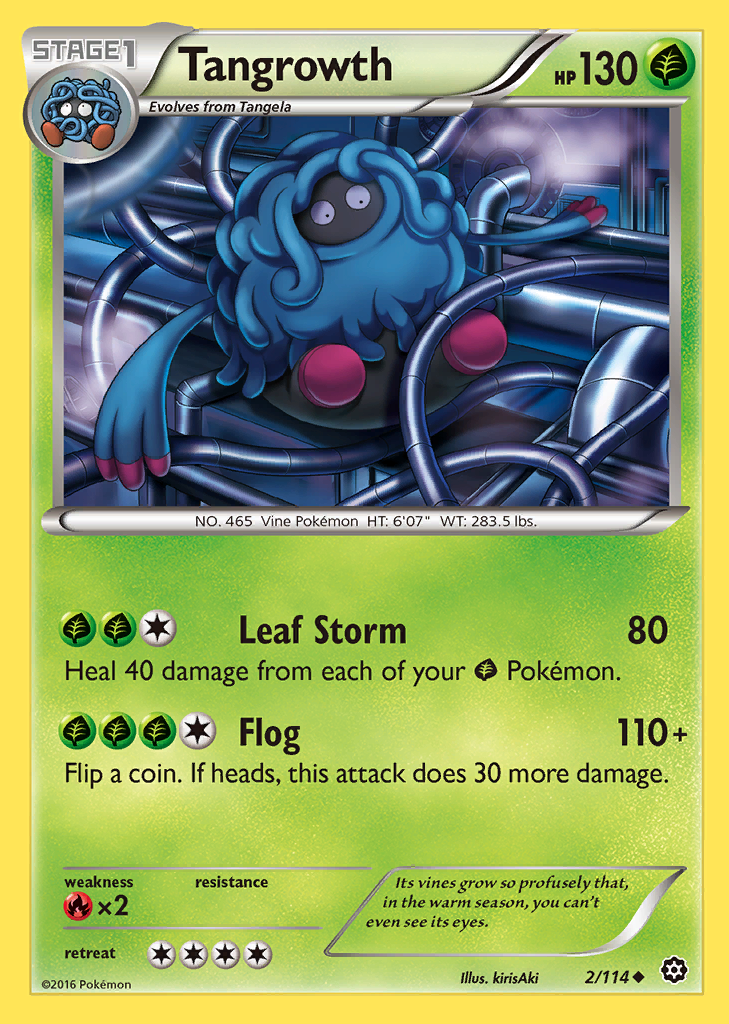 STAGE1
Tangrowth
HP 130
Evolves from Tangela
NO. 465 Vine Pokémon HT: 6'07" WT: 283.5 lbs.
Leaf Storm 80
Heal 40 damage from each of your Pokémon.
Flog 110+
Flip a coin. If heads, this attack does 30 more damage.
weakness resistance
×2
Its vines grow so profusely that,
in the warm season, you can't
even see its eyes.
retreat
©2016 Pokémon
Illus. kirisAki
2/114